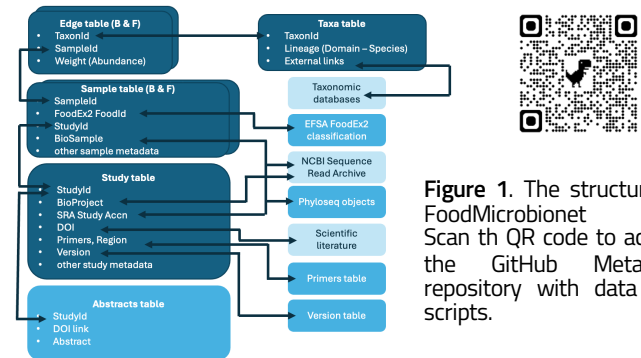 Edge table (B & F)
• TaxonId
• SampleId
• Weight (Abundance)
Taxa table
• TaxonId
• Lineage (Domain – Species)
• External links
Sample table (B & F)
• SampleId
• FoodEx2 FoodId
• StudyId
• BioSample
• other sample metadata
Study table
• StudyId
• BioProject
• SRA Study Accn
• DOI
• Primers, Region
• Version
• other study metadata
Abstracts table
• StudyId
• DOI link
• Abstract
Taxonomic
databases
EFSA FoodEx2
classification
NCBI Sequence
Read Archive
Phyloseq objects
Scientific
literature
Primers table
Version table
Figure 1. The structur
FoodMicrobionet
Scan th QR code to ac
the GitHub Meta
repository with data
scripts.